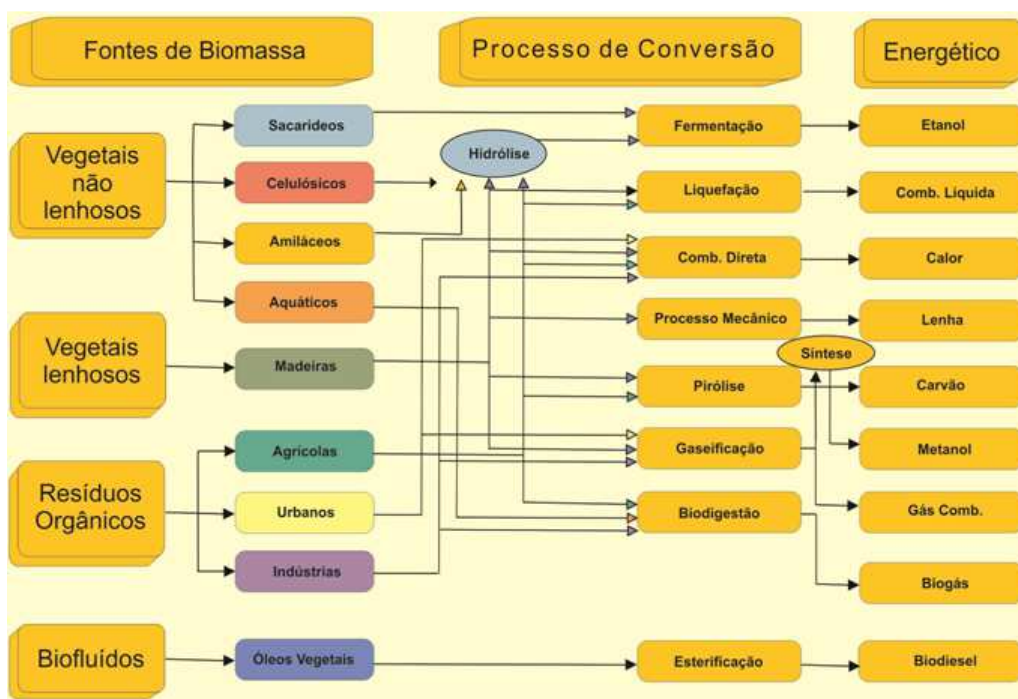 Fontes de Biomassa
Processo de Conversão
Energético
Vegetais
não
lenhosos
Vegetais
lenhosos
Resíduos
Orgânicos
Biofluídos
Sacarídeos
Celulósicos
Amiláceos
Aquáticos
Madeiras
Agrícolas
Urbanos
Indústrias
Óleos Vegetais
Hidrólise
Fermentação
Liquefação
Comb. Direta
Processo Mecânico
Pirólise
Gaseificação
Biodigestão
Esterificação
Síntese
Etanol
Comb. Liquida
Calor
Lenha
Carvão
Metanol
Gás Comb.
Biogás
Biodiesel